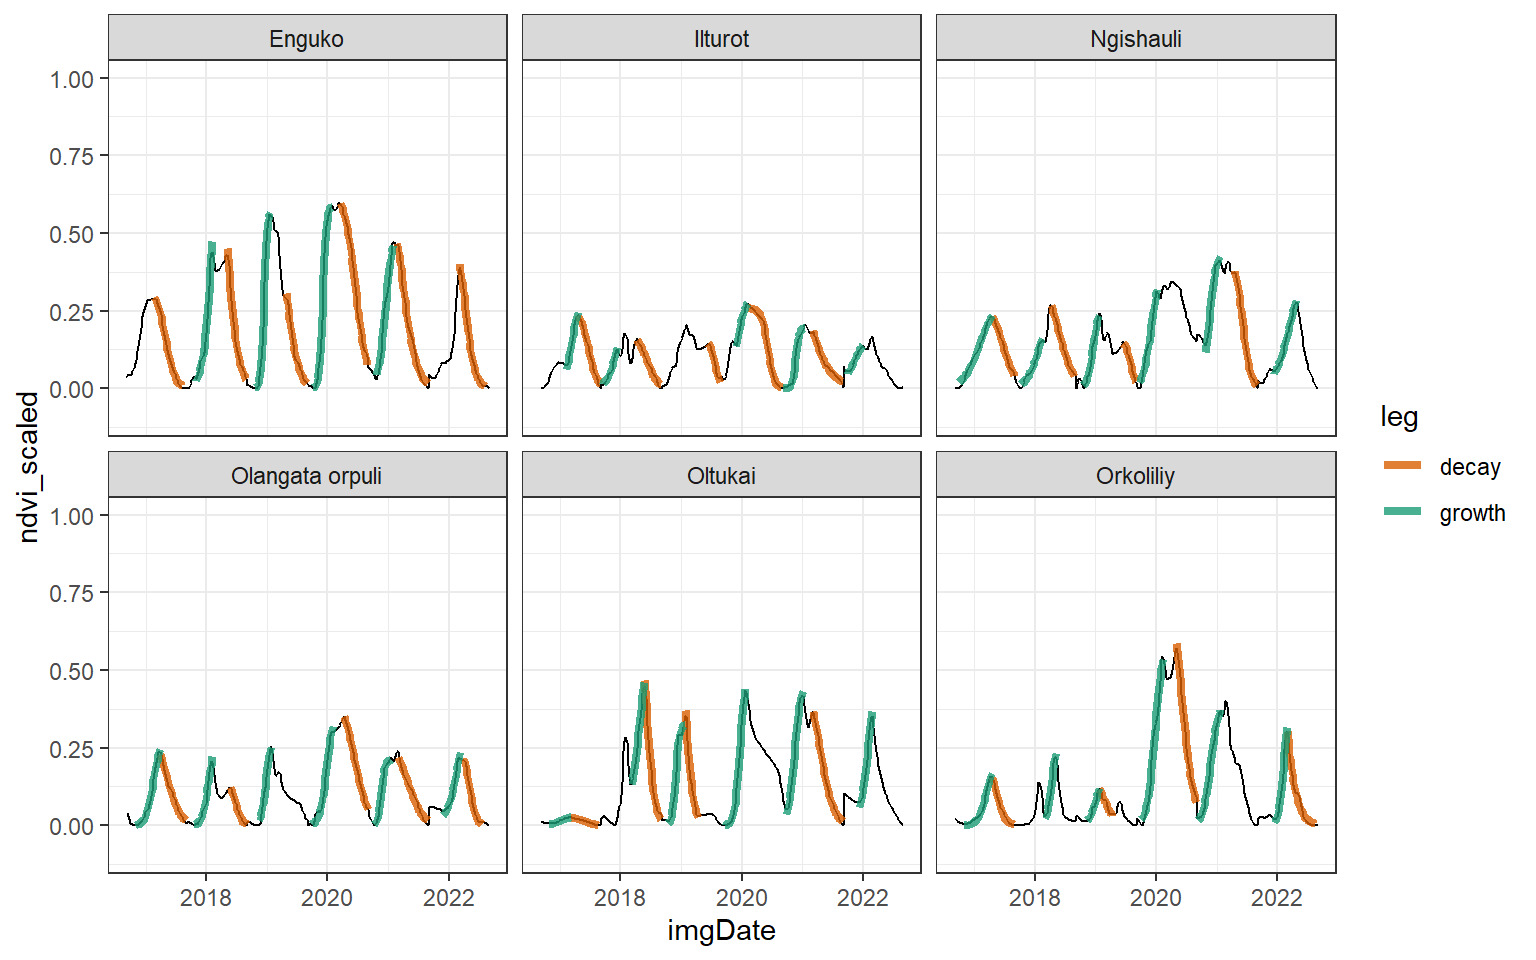 Enguko
Ilturot
Ngishauli
1.00
0.75
0.50
0.25
0.00
Olangata orpuli
Oltukai
Orkoliliy
1.00
0.75
0.50
0.25
0.00
2018 2020 2022
2018 2020 2022
2018 2020 2022
imgDate
ndvi_scaled
leg
decay
growth